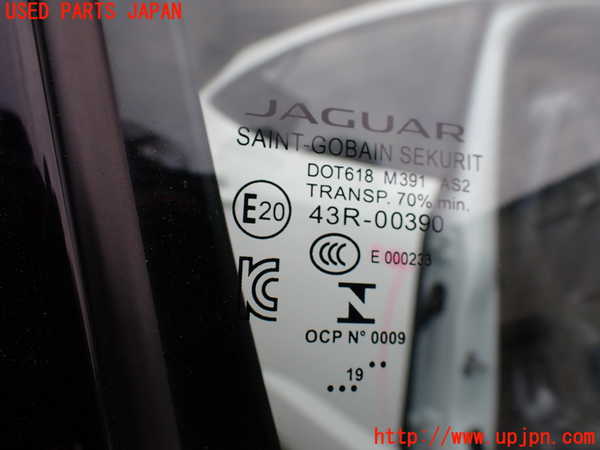 USED PARTS JAPAN
JAGUAR
SAINT-GOBAIN SEKURIT
DOT618 M391 AS2
TRANSP. 70% min.
E20 43R-00390
CCC E 000233
KC N
OCP N° 0009
19
http://www.upjpn.com/